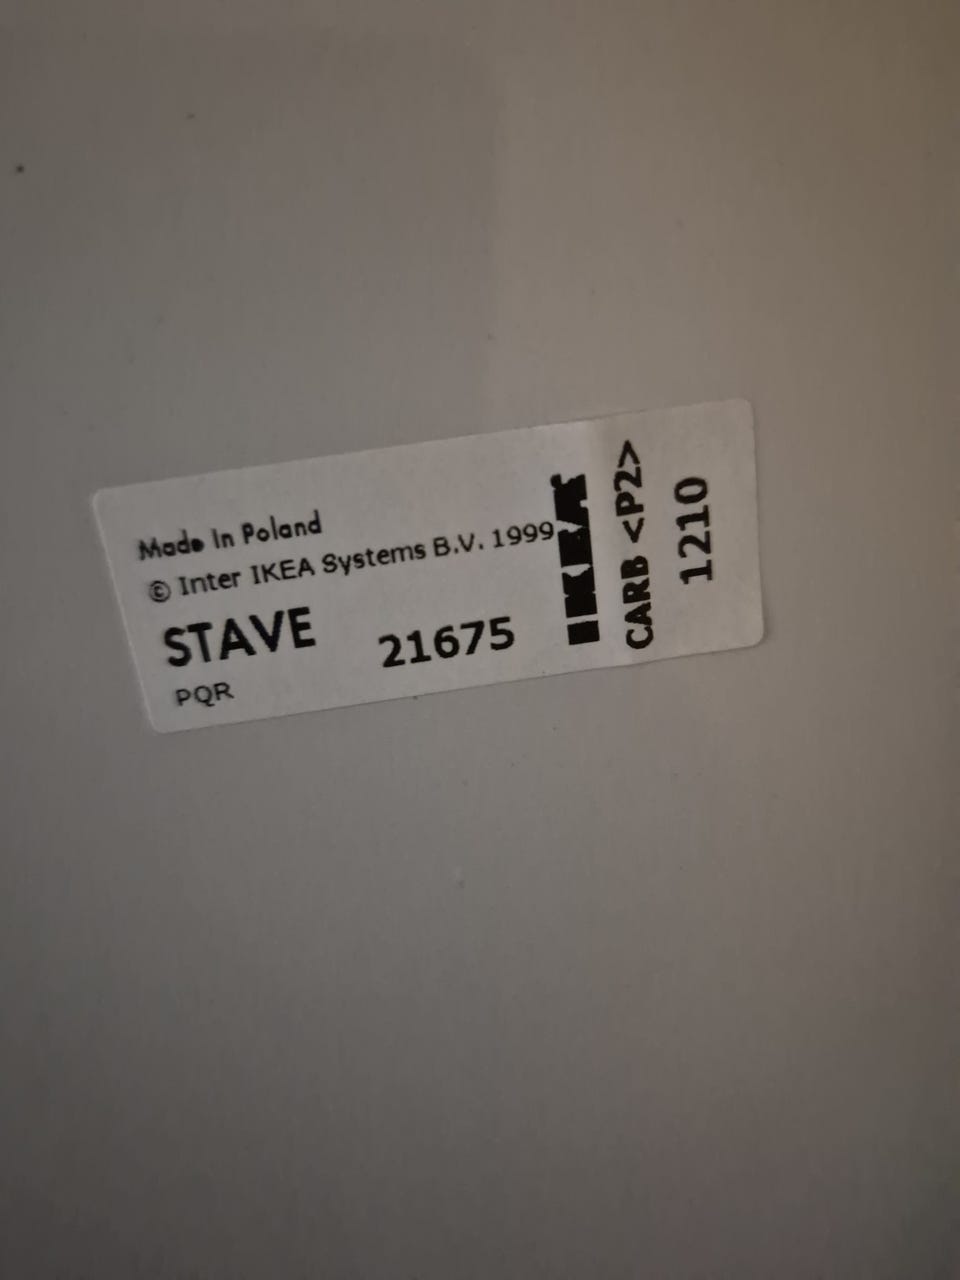 Made In Poland
© Inter IKEA Systems B.V. 1999
STAVE 21675
PQR
IKEA
CARB <P2>
1210